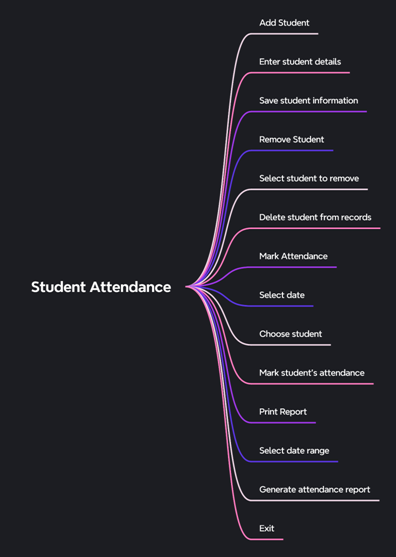 Add Student
Enter student details
Save student information
Remove Student
Select student to remove
Delete student from records
Mark Attendance
Student Attendance
Select date
Choose student
Mark student's attendance
Print Report
Select date range
Generate attendance report
Exit